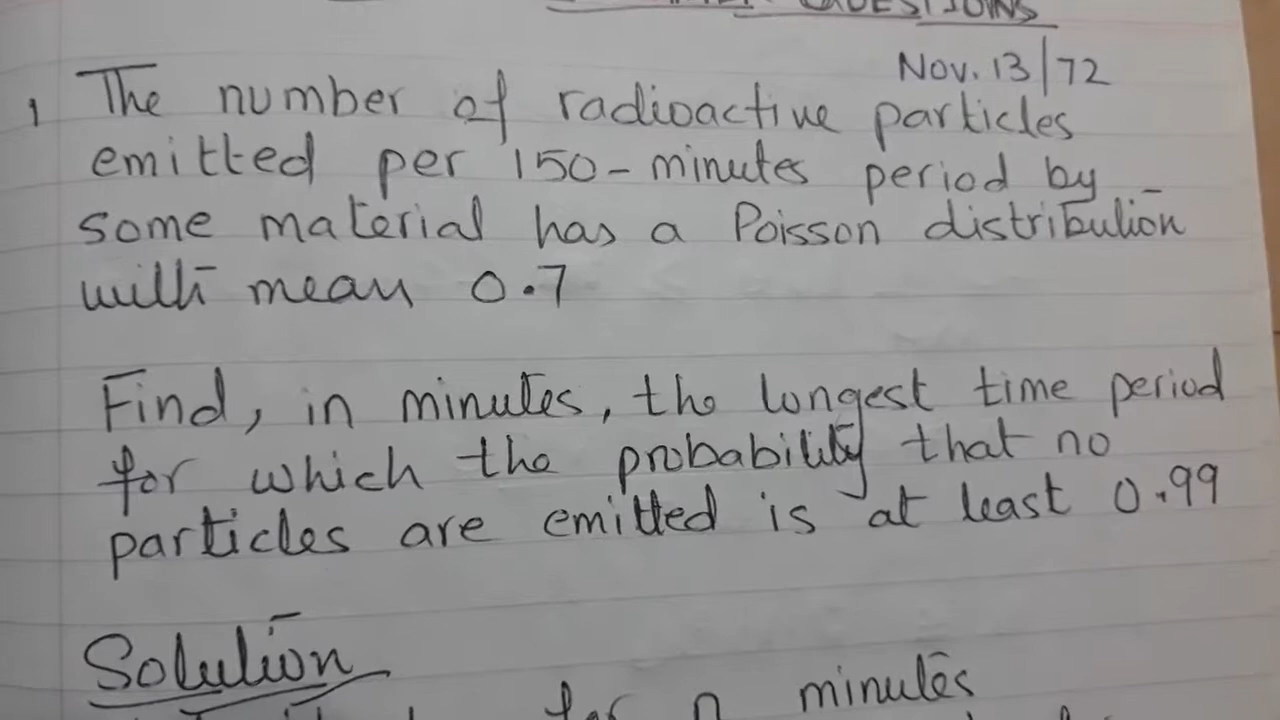 QUESTIONS
Nov. 13/72
1 The number of radioactive particles
emitted per 150-minutes period by
some material has a Poisson distribution
with mean 0.7
Find, in minutes, the longest time period
for which the probability that no
particles are emitted is at least 0.99
Solution
for n minutes